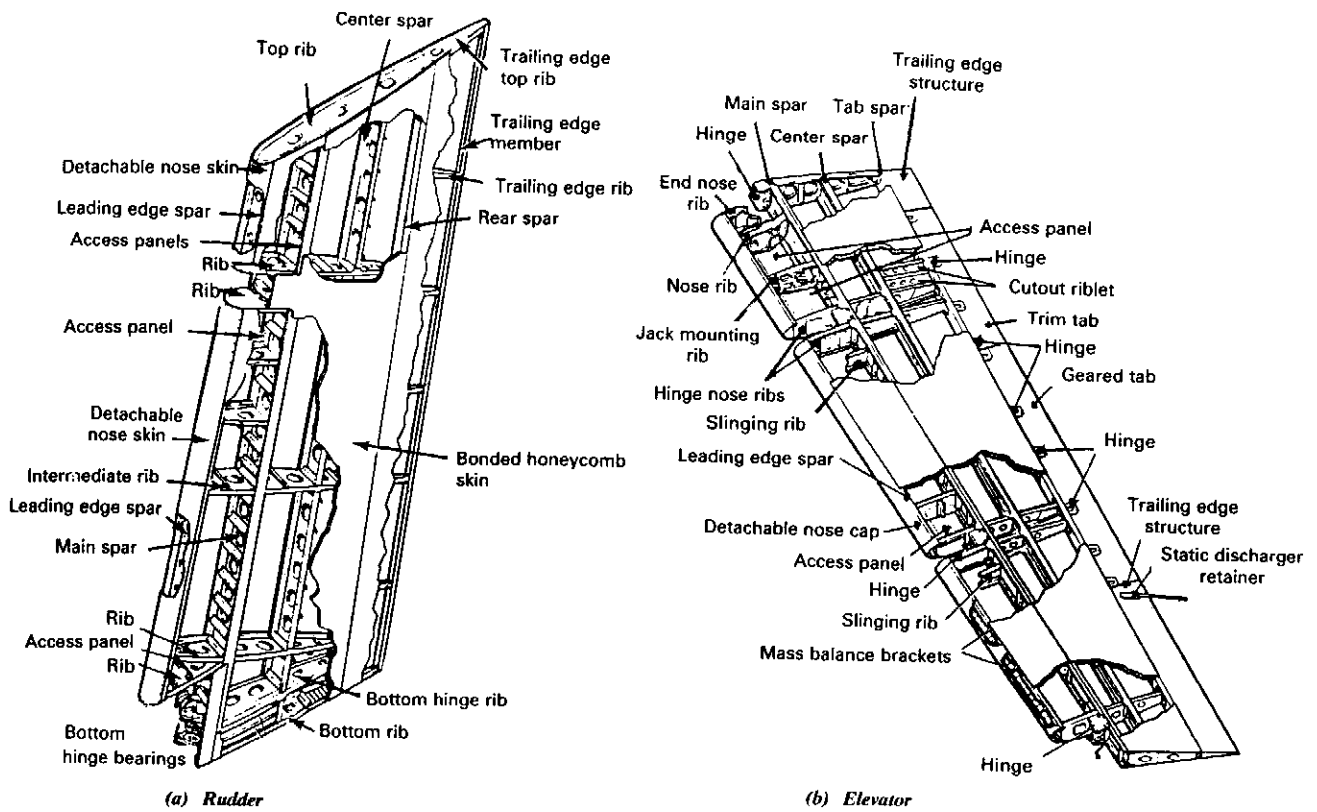 Center spar
Top rib
Trailing edge
top rib
Trailing edge
member
Detachable nose skin
Trailing edge rib
Leading edge spar
Rear spar
Access panels
Rib
Rib
Access panel
Detachable
nose skin
Bonded honeycomb
skin
Intermediate rib
Leading edge spar
Main spar
Rib
Access panel
Rib
Bottom hinge rib
Bottom rib
Bottom
hinge bearings
(a) Rudder
Trailing edge
structure
Main spar
Tab spar
Hinge
Center spar
End nose
rib
Access panel
Hinge
Nose rib
Cutout riblet
Trim tab
Jack mounting
rib
Hinge
Geared tab
Hinge nose ribs
Slinging rib
Hinge
Leading edge spar
Trailing edge
structure
Detachable nose cap
Static discharger
retainer
Access panel
Hinge
Slinging rib
Mass balance brackets
Hinge
(b) Elevator